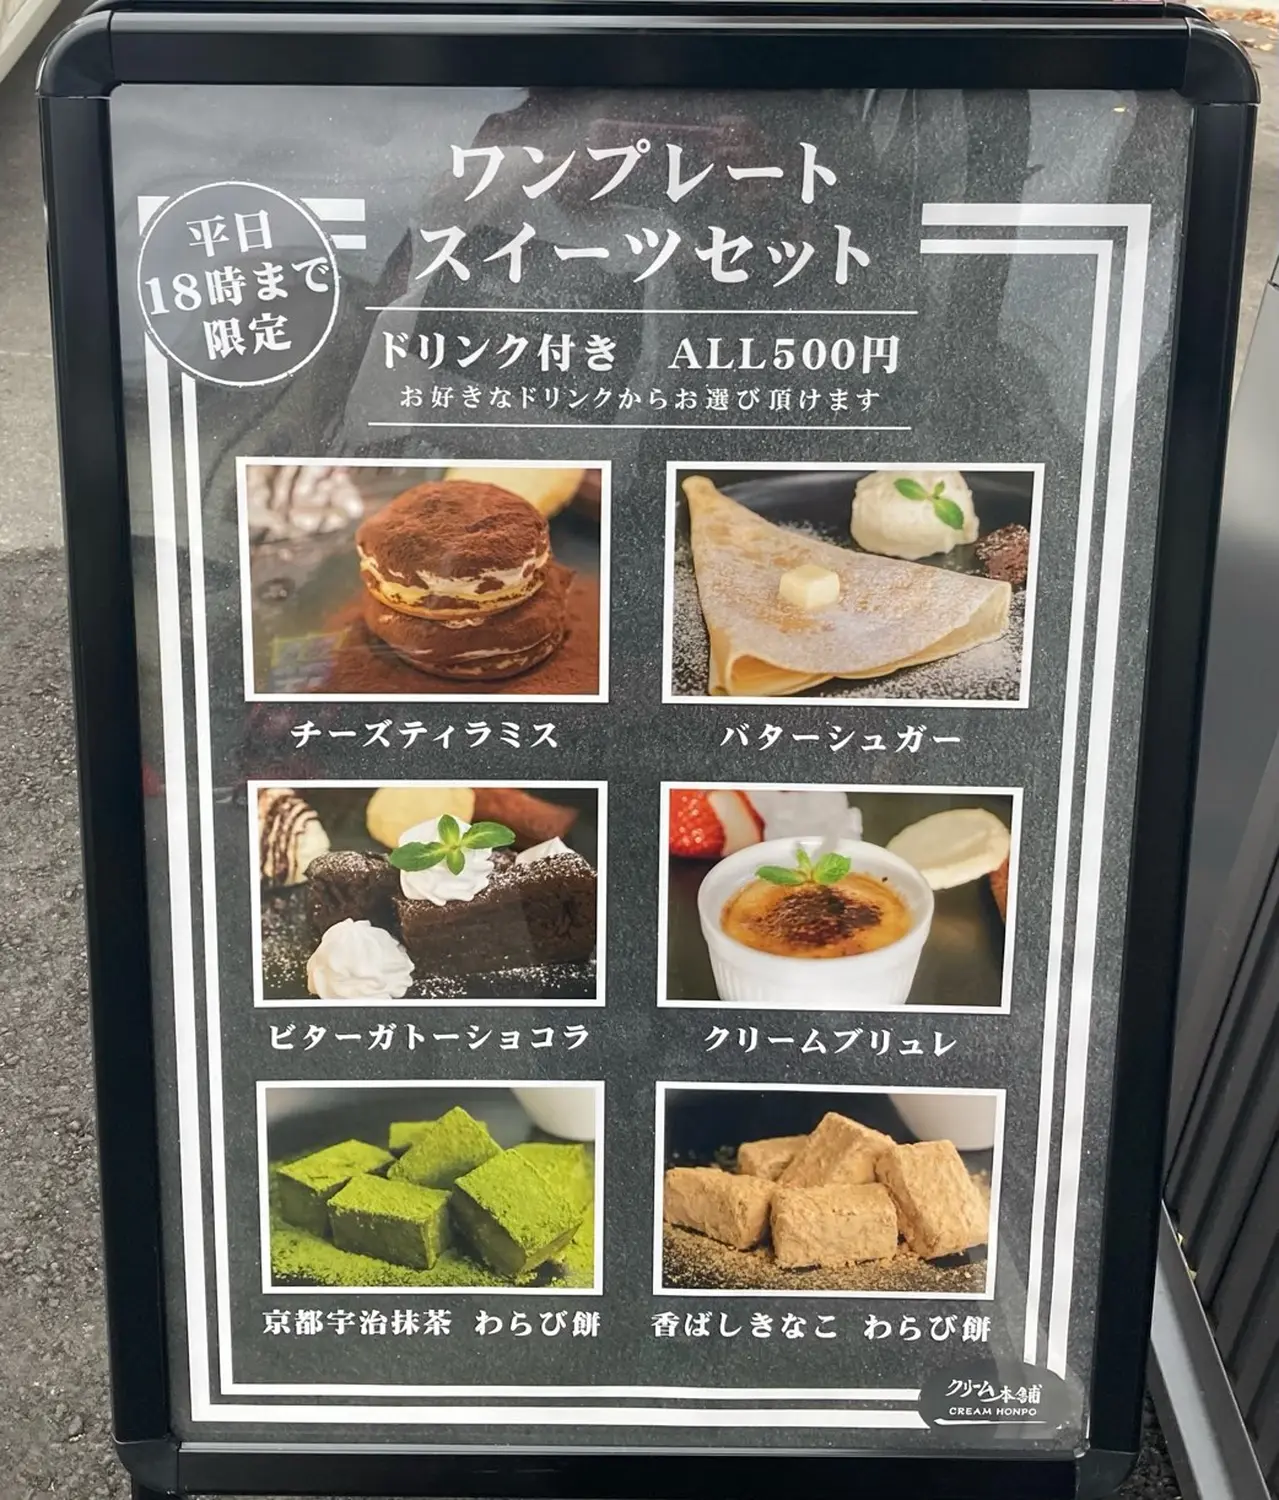 ワンプレート
スイーツセット
平日
18時まで
限定
ドリンク付き ALL500円
お好きなドリンクからお選び頂けます
チーズティラミス
バターシュガー
ビターガトーショコラ
クリームブリュレ
京都宇治抹茶 わらび餅
香ばしきなこ わらび餅
クリーム本舗
CREAM HONPO